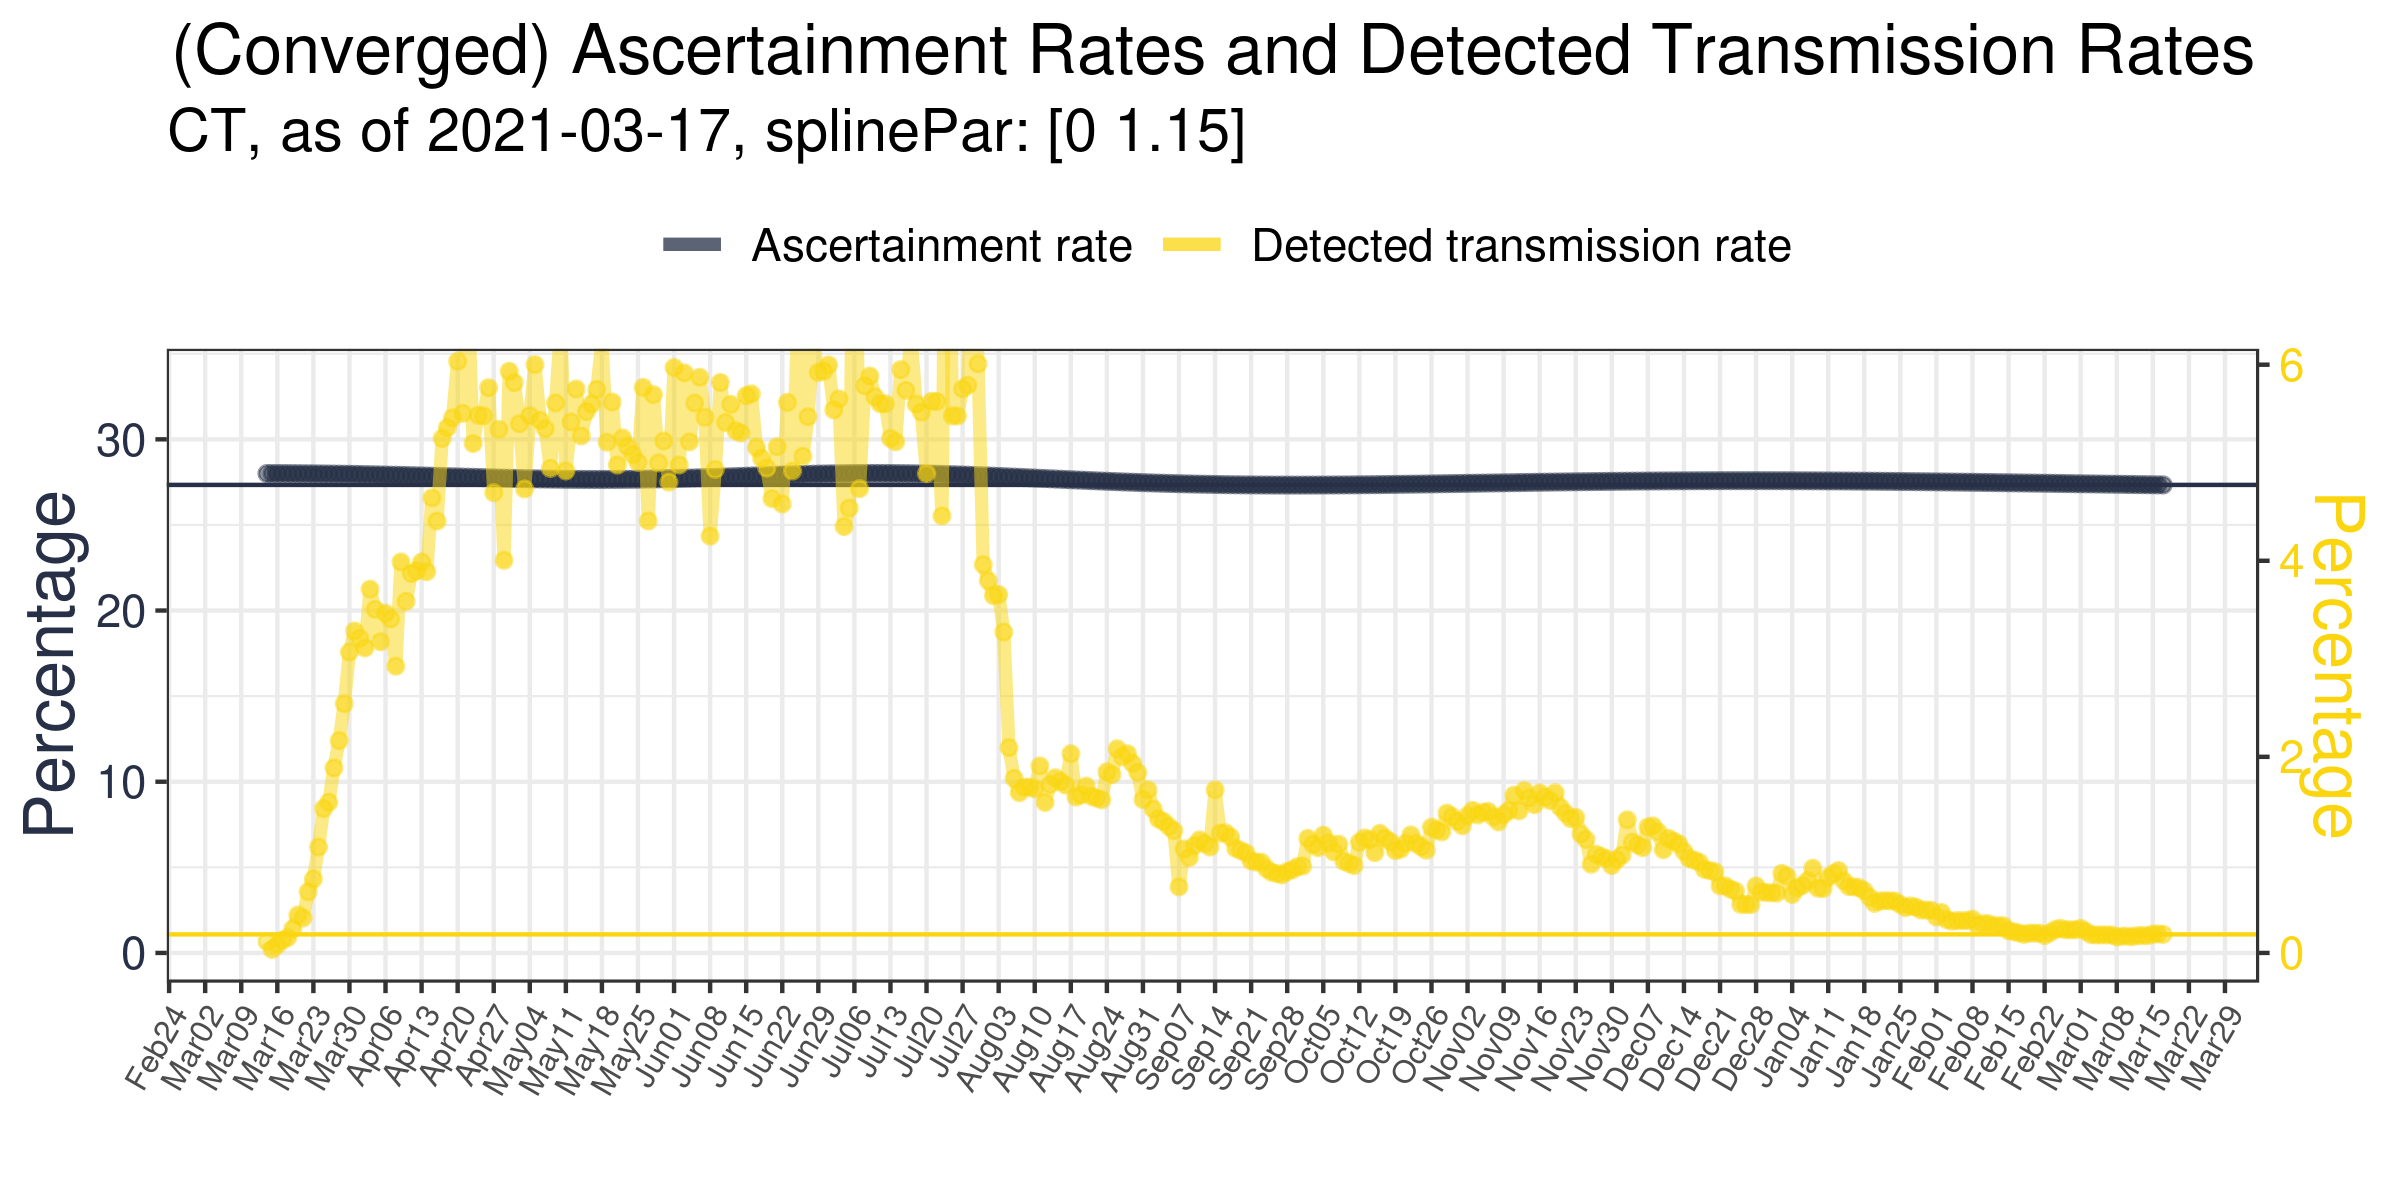 (Converged) Ascertainment Rates and Detected Transmission Rates
CT, as of 2021-03-17, splinePar: [0 1.15]
Ascertainment rate Detected transmission rate
Percentage
30
20
10
0
6
4
2
0
Percentage
Feb24 Mar02 Mar09 Mar16 Mar23 Mar30 Apr06 Apr13 Apr20 Apr27 May04 May11 May18 May25 Jun01 Jun08 Jun15 Jun22 Jun29 Jul06 Jul13 Jul20 Jul27 Aug03 Aug10 Aug17 Aug24 Aug31 Sep07 Sep14 Sep21 Sep28 Oct05 Oct12 Oct19 Oct26 Nov02 Nov09 Nov16 Nov23 Nov30 Dec07 Dec14 Dec21 Dec28 Jan04 Jan11 Jan18 Jan25 Feb01 Feb08 Feb15 Feb22 Mar01 Mar08 Mar15 Mar22 Mar29